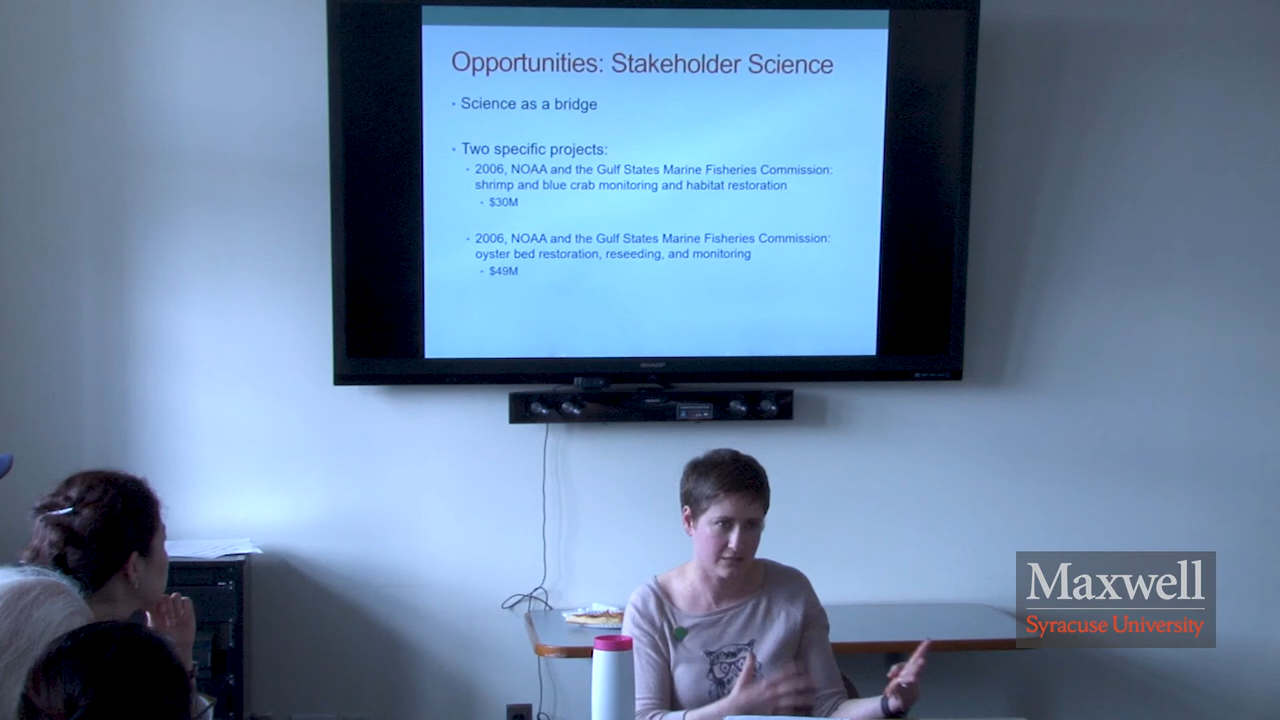 Opportunities: Stakeholder Science
• Science as a bridge
• Two specific projects:
• 2006, NOAA and the Gulf States Marine Fisheries Commission:
shrimp and blue crab monitoring and habitat restoration
• $30M
• 2006, NOAA and the Gulf States Marine Fisheries Commission:
oyster bed restoration, reseeding, and monitoring
• $49M
Maxwell
Syracuse University